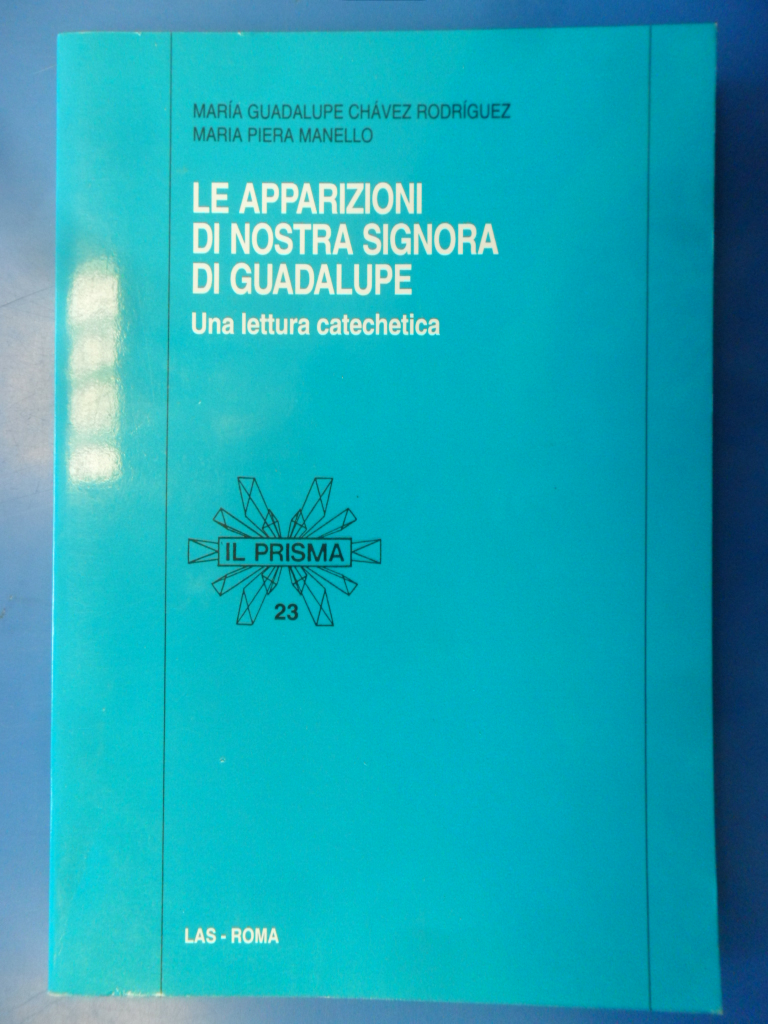 MARÍA GUADALUPE CHÁVEZ RODRÍGUEZ
MARIA PIERA MANELLO
LE APPARIZIONI
DI NOSTRA SIGNORA
DI GUADALUPE
Una lettura catechetica
IL PRISMA
23
LAS - ROMA